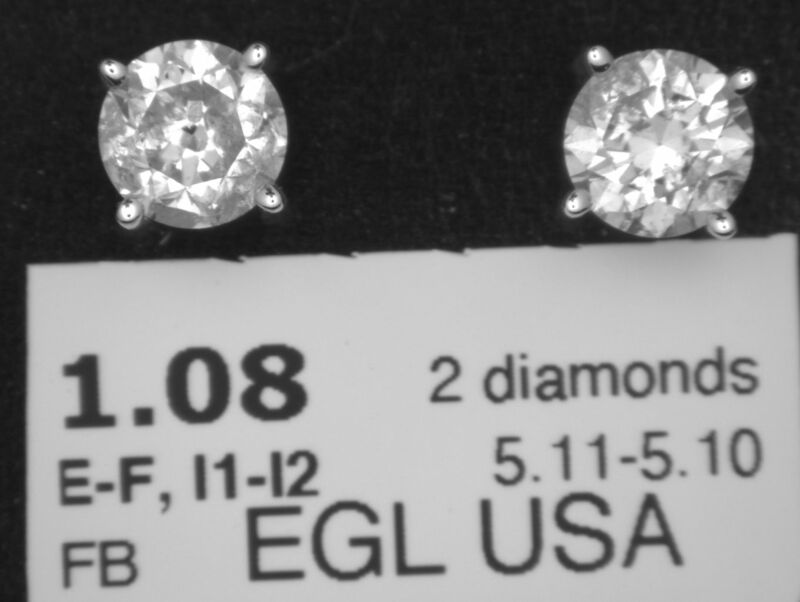 1.08 2 diamonds
E-F, I1-I2 5.11-5.10
FB EGL USA